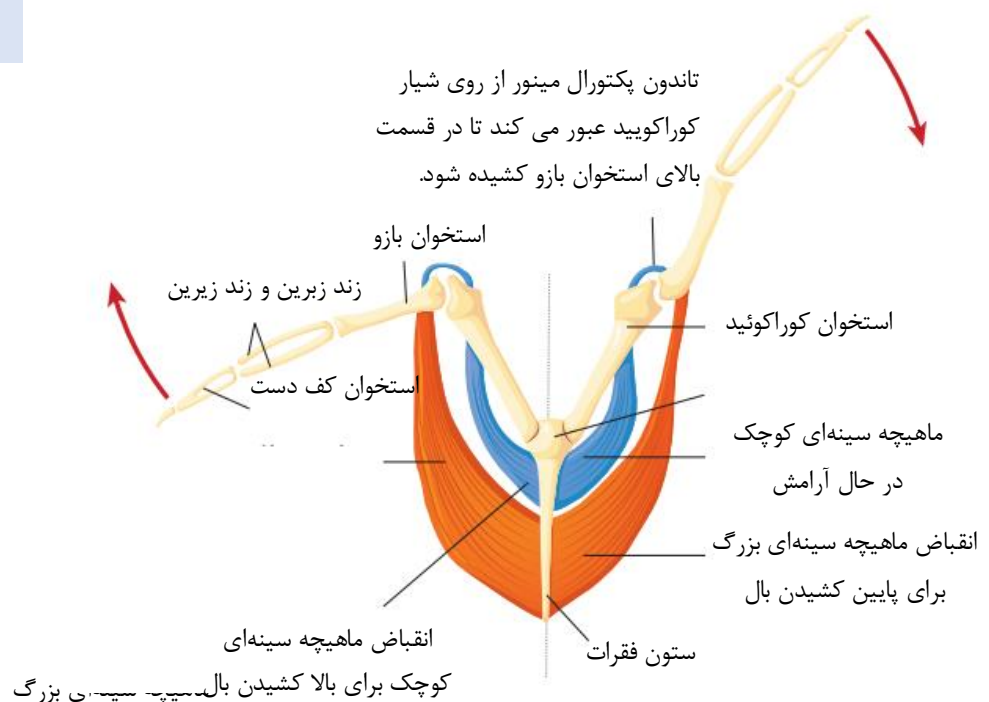 تاندون پکتورال مینور از روی شیار
کوراکویید عبور می کند تا در قسمت
بالای استخوان بازو کشیده شود.
استخوان بازو
زند زبرین و زند زیرین
استخوان کوراکوئید
استخوان کف دست
ماهیچه سینه‌ای کوچک
در حال آرامش
انقباض ماهیچه سینه‌ای بزرگ
برای پایین کشیدن بال
ستون فقرات
انقباض ماهیچه سینه‌ای
کوچک برای بالا کشیدن بال
بزرگ